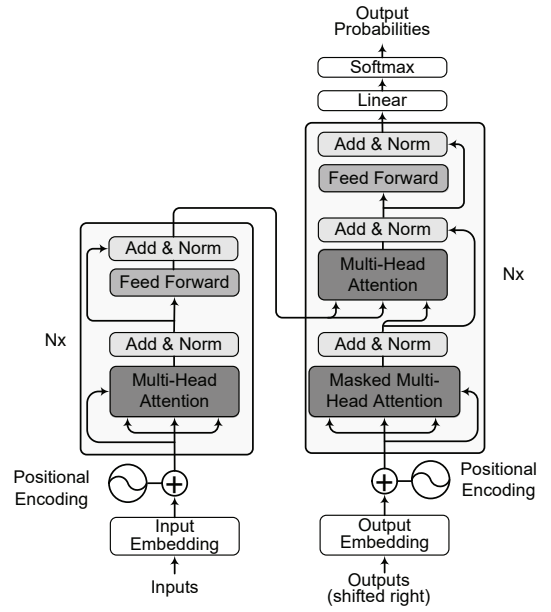 Output
Probabilities
Softmax
Linear
Add & Norm
Feed Forward
Add & Norm
Multi-Head
Attention
Nx
Add & Norm
Masked Multi-
Head Attention
Add & Norm
Feed Forward
Nx
Add & Norm
Multi-Head
Attention
Positional
Encoding
Positional
Encoding
Input
Embedding
Output
Embedding
Inputs
Outputs
(shifted right)